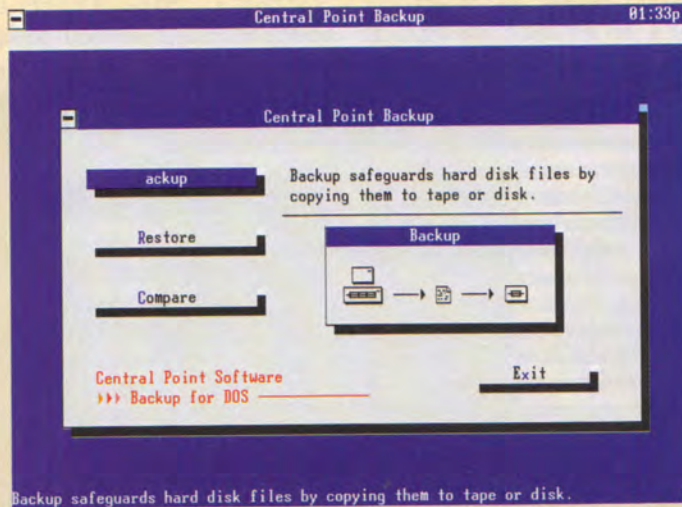 Central Point Backup 01:33p
Central Point Backup
ackup
Backup safeguards hard disk files by
copying them to tape or disk.
Restore
Backup
Compare
Central Point Software
Backup for DOS
Exit
Backup safeguards hard disk files by copying them to tape or disk.